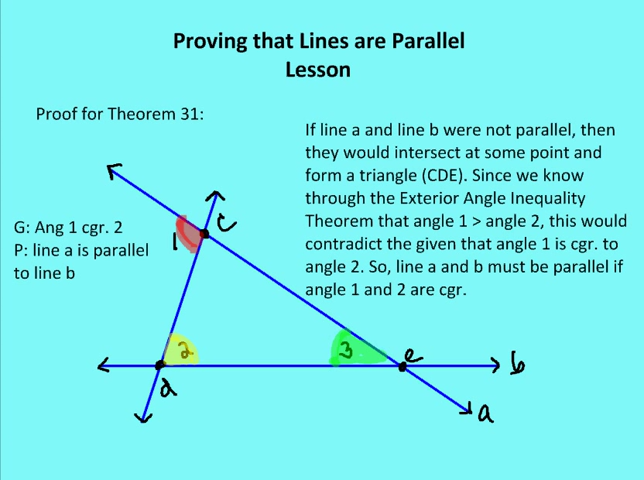 Proving that Lines are Parallel
Lesson
Proof for Theorem 31:
If line a and line b were not parallel, then
they would intersect at some point and
form a triangle (CDE). Since we know
through the Exterior Angle Inequality
Theorem that angle 1 > angle 2, this would
contradict the given that angle 1 is cgr. to
angle 2. So, line a and b must be parallel if
angle 1 and 2 are cgr.
G: Ang 1 cgr. 2
P: line a is parallel
to line b
1
C
2
3
e
b
d
a